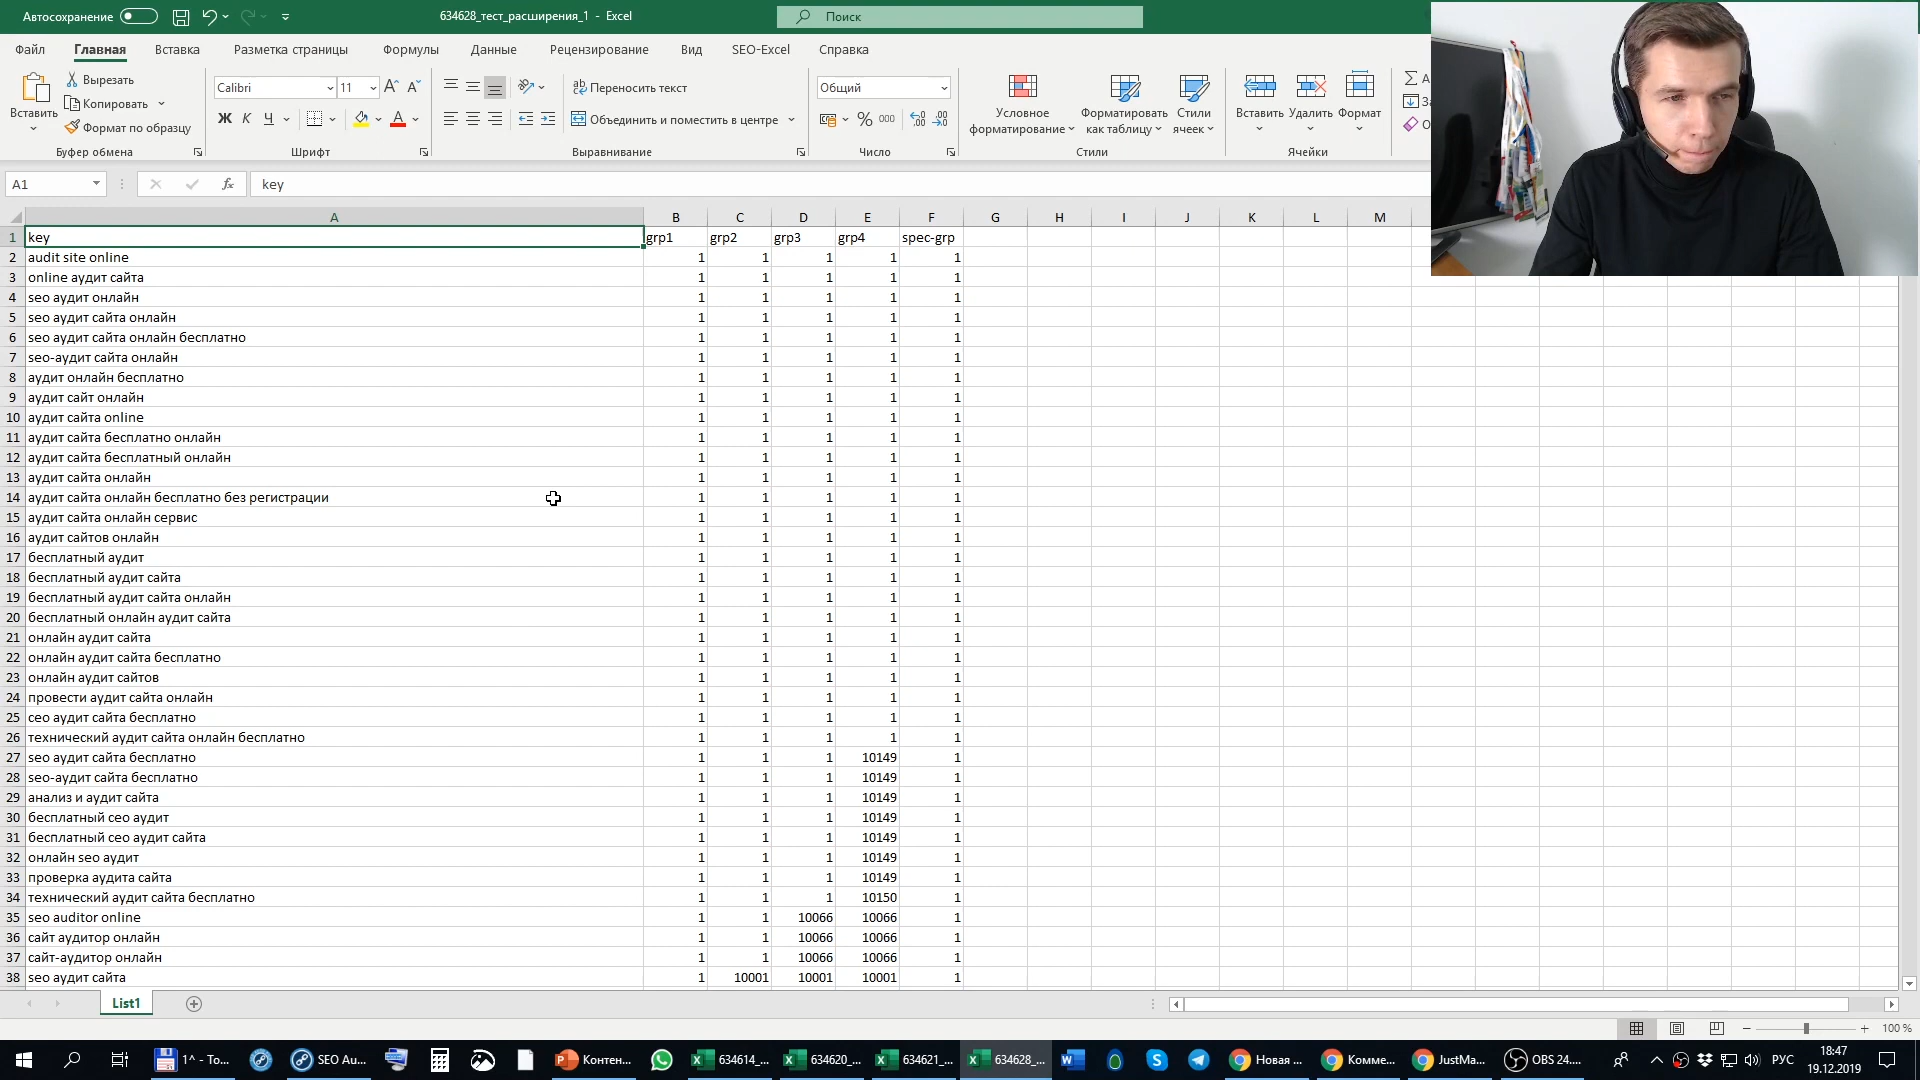 Автосохранение
634628_тест_расширения_1 - Excel
Поиск
Файл Главная Вставка Разметка страницы Формулы Данные Рецензирование Вид SEO-Excel Справка
Вставить
Вырезать
Копировать
Формат по образцу
Буфер обмена
Calibri 11
Ж К Ч
Шрифт
Переносить текст
Объединить и поместить в центре
Выравнивание
Общий
% 000
Число
Условное форматирование
Форматировать как таблицу
Стили ячеек
Стили
Вставить Удалить Формат
Ячейки
A1 fx key
A B C D E F G H I J K L M
1 key grp1 grp2 grp3 grp4 spec-grp
2 audit site online 1 1 1 1 1
3 online аудит сайта 1 1 1 1 1
4 seo аудит онлайн 1 1 1 1 1
5 seo аудит сайта онлайн 1 1 1 1 1
6 seo аудит сайта онлайн бесплатно 1 1 1 1 1
7 seo-аудит сайта онлайн 1 1 1 1 1
8 аудит онлайн бесплатно 1 1 1 1 1
9 аудит сайт онлайн 1 1 1 1 1
10 аудит сайта online 1 1 1 1 1
11 аудит сайта бесплатно онлайн 1 1 1 1 1
12 аудит сайта бесплатный онлайн 1 1 1 1 1
13 аудит сайта онлайн 1 1 1 1 1
14 аудит сайта онлайн бесплатно без регистрации 1 1 1 1 1
15 аудит сайта онлайн сервис 1 1 1 1 1
16 аудит сайтов онлайн 1 1 1 1 1
17 бесплатный аудит 1 1 1 1 1
18 бесплатный аудит сайта 1 1 1 1 1
19 бесплатный аудит сайта онлайн 1 1 1 1 1
20 бесплатный онлайн аудит сайта 1 1 1 1 1
21 онлайн аудит сайта 1 1 1 1 1
22 онлайн аудит сайта бесплатно 1 1 1 1 1
23 онлайн аудит сайтов 1 1 1 1 1
24 провести аудит сайта онлайн 1 1 1 1 1
25 сео аудит сайта бесплатно 1 1 1 1 1
26 технический аудит сайта онлайн бесплатно 1 1 1 1 1
27 seo аудит сайта бесплатно 1 1 1 10149 1
28 seo-аудит сайта бесплатно 1 1 1 10149 1
29 анализ и аудит сайта 1 1 1 10149 1
30 бесплатный сео аудит 1 1 1 10149 1
31 бесплатный сео аудит сайта 1 1 1 10149 1
32 онлайн seo аудит 1 1 1 10149 1
33 проверка аудита сайта 1 1 1 10149 1
34 технический аудит сайта бесплатно 1 1 1 10150 1
35 seo auditor online 1 1 10066 10066 1
36 сайт аудитор онлайн 1 1 10066 10066 1
37 сайт-аудитор онлайн 1 1 10066 10066 1
38 seo аудит сайта 1 10001 10001 10001 1
List1
100 %
1^ - To... SEO Au... Контен... 634614_... 634620_... 634621_... 634628_... Новая ... Комме... JustMa... OBS 24.... РУС 18:47
19.12.2019